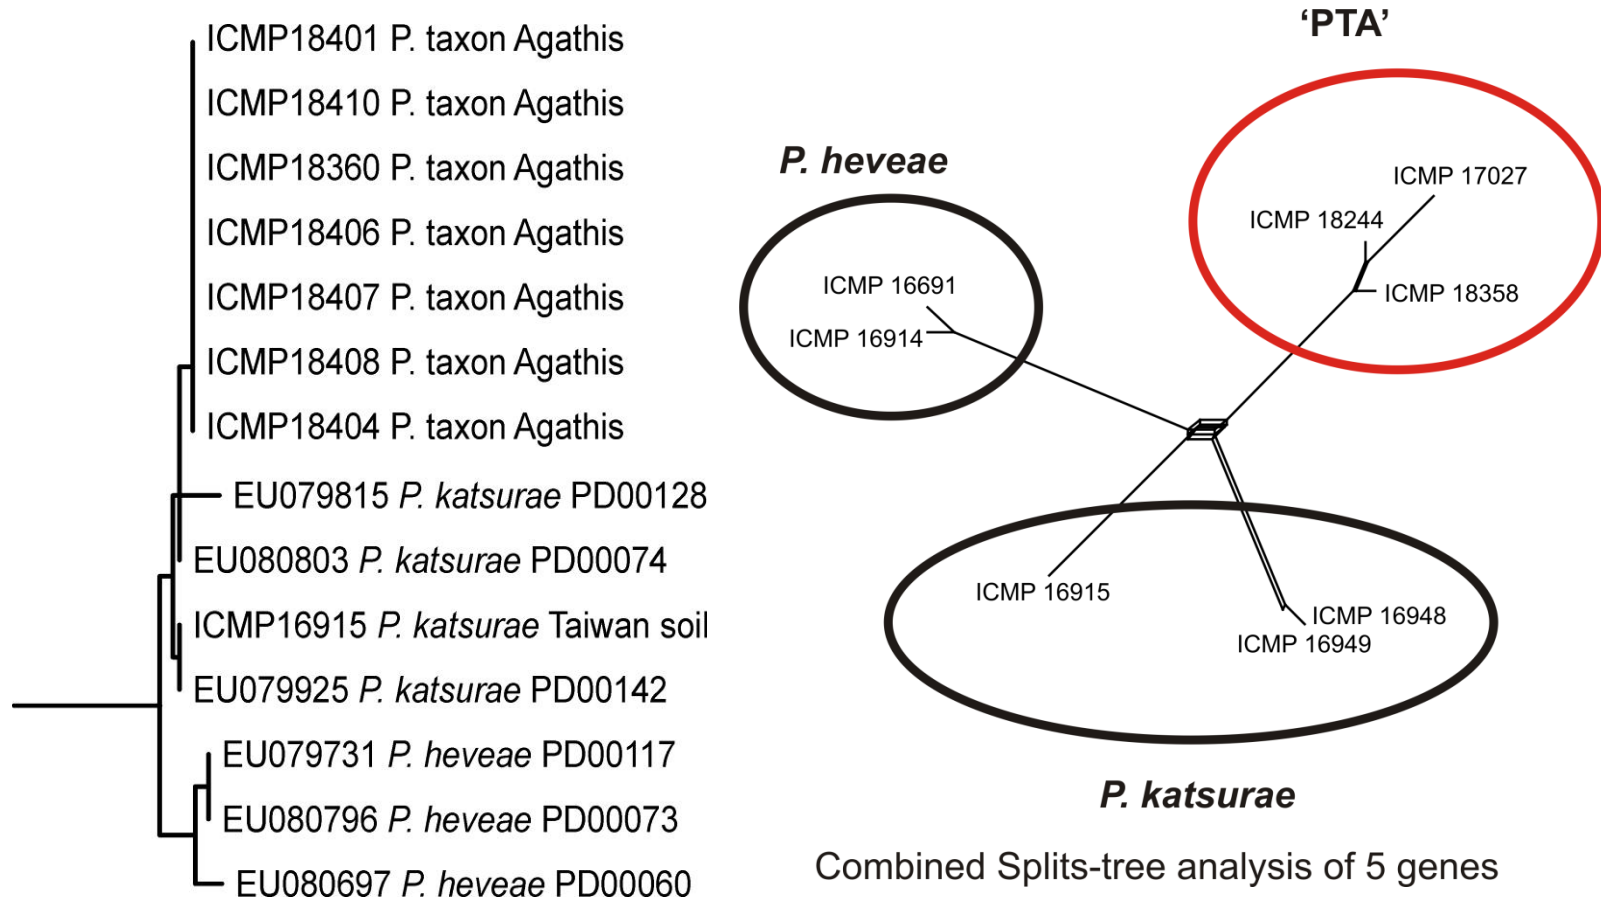 ICMP18401 P. taxon Agathis
ICMP18410 P. taxon Agathis
ICMP18360 P. taxon Agathis
ICMP18406 P. taxon Agathis
ICMP18407 P. taxon Agathis
ICMP18408 P. taxon Agathis
ICMP18404 P. taxon Agathis
EU079815 P. katsurae PD00128
EU080803 P. katsurae PD00074
ICMP16915 P. katsurae Taiwan soil
EU079925 P. katsurae PD00142
EU079731 P. heveae PD00117
EU080796 P. heveae PD00073
EU080697 P. heveae PD00060
‘PTA’
ICMP 17027
ICMP 18244
ICMP 18358
P. heveae
ICMP 16691
ICMP 16914
ICMP 16915
ICMP 16948
ICMP 16949
P. katsurae
Combined Splits-tree analysis of 5 genes